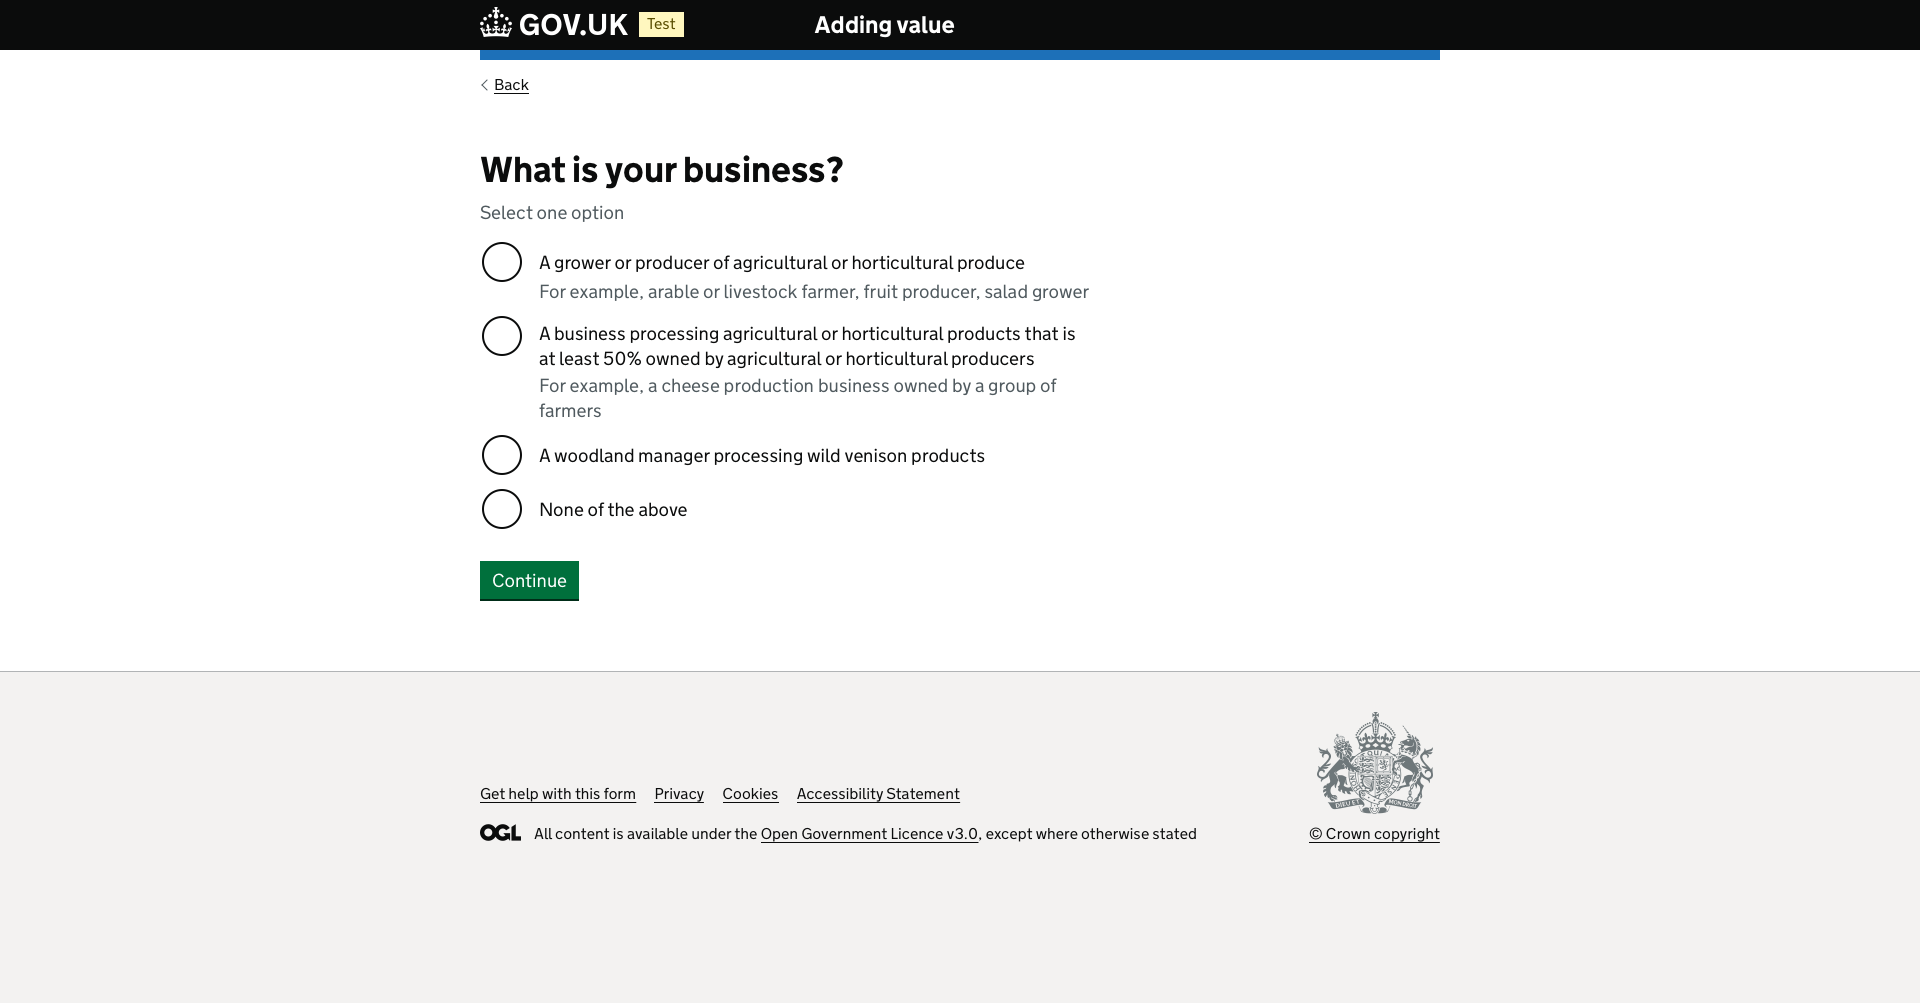 GOV.UK Test Adding value
Back
What is your business?
Select one option
A grower or producer of agricultural or horticultural produce
For example, arable or livestock farmer, fruit producer, salad grower
A business processing agricultural or horticultural products that is
at least 50% owned by agricultural or horticultural producers
For example, a cheese production business owned by a group of
farmers
A woodland manager processing wild venison products
None of the above
Continue
Get help with this form Privacy Cookies Accessibility Statement
OGL All content is available under the Open Government Licence v3.0, except where otherwise stated
© Crown copyright